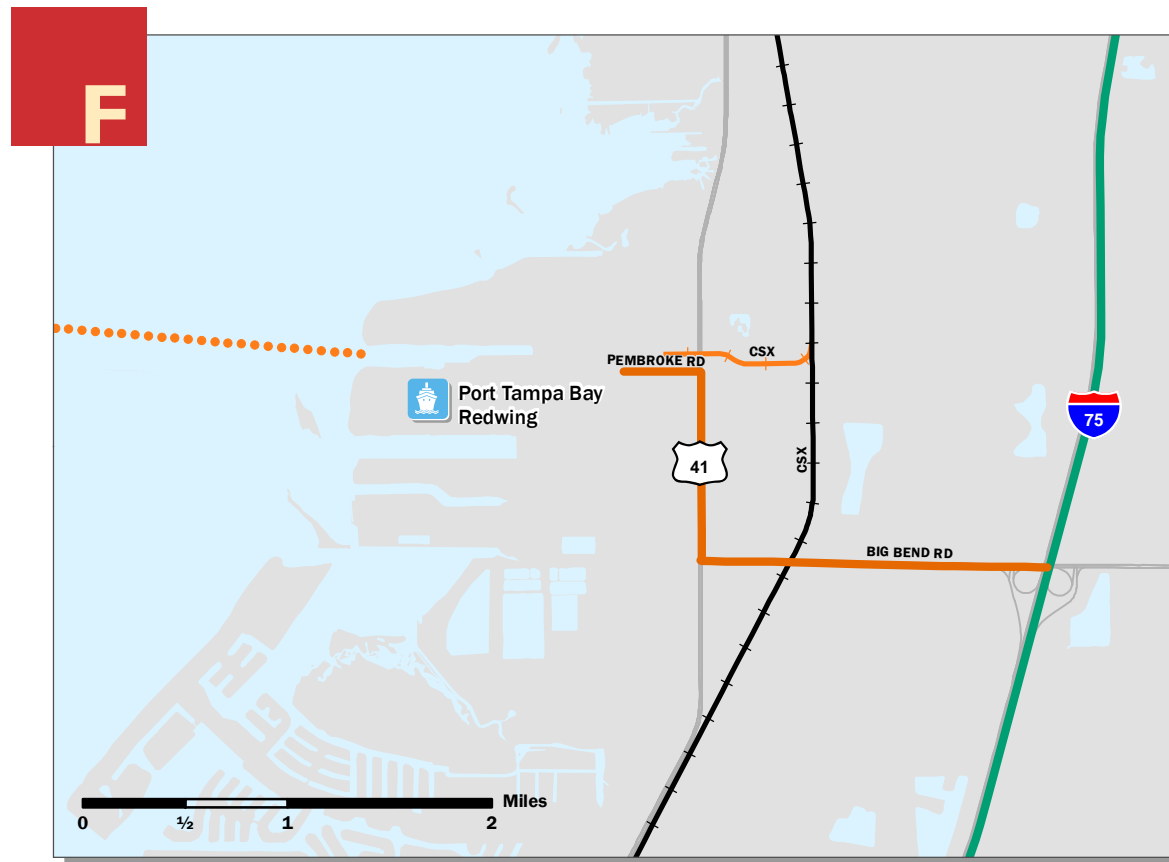 F
CSX
PEMBROKE RD
Port Tampa Bay
Redwing
75
41
CSX
BIG BEND RD
Miles
0 ½ 1 2